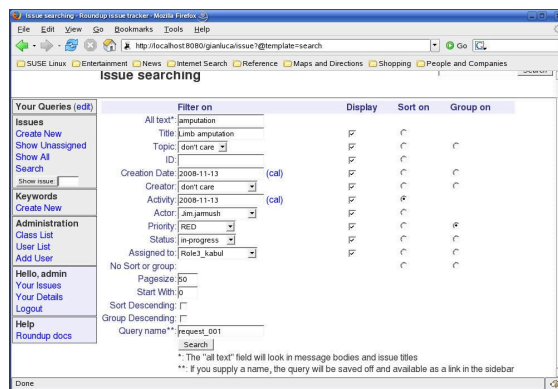 Issue searching - Roundup issue tracker - Mozilla Firefox
File Edit View Go Bookmarks Tools Help
http://localhost:8080/gianluca/issue?@template=search
Go
SUSE Linux Entertainment News Internet Search Reference Maps and Directions Shopping People and Companies
Issue searching
Search
Your Queries (edit)
Issues
Create New
Show Unassigned
Show All
Search
Show issue:
Keywords
Create New
Administration
Class List
User List
Add User
Hello, admin
Your Issues
Your Details
Logout
Help
Roundup docs
Filter on Display Sort on Group on
All text*: amputation
Title: Limb amputation
Topic: don't care
ID:
Creation Date: 2008-11-13 (cal)
Creator: don't care
Activity: 2008-11-13 (cal)
Actor: Jim.jarmush
Priority: RED
Status: in-progress
Assigned to: Role3_kabul
No Sort or group:
Pagesize: 50
Start With: 0
Sort Descending:
Group Descending:
Query name**: request_001
Search
*: The "all text" field will look in message bodies and issue titles
**: If you supply a name, the query will be saved off and available as a link in the sidebar
Done